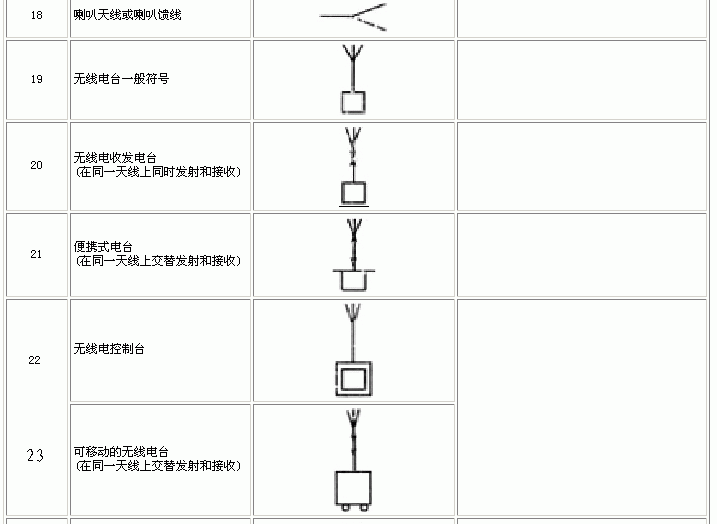 18 喇叭天线或喇叭馈线
19 无线电台一般符号
20 无线电收发电台
(在同一天线上同时发射和接收)
21 便携式电台
(在同一天线上交替发射和接收)
22 无线电控制台
23 可移动的无线电台
(在同一天线上交替发射和接收)